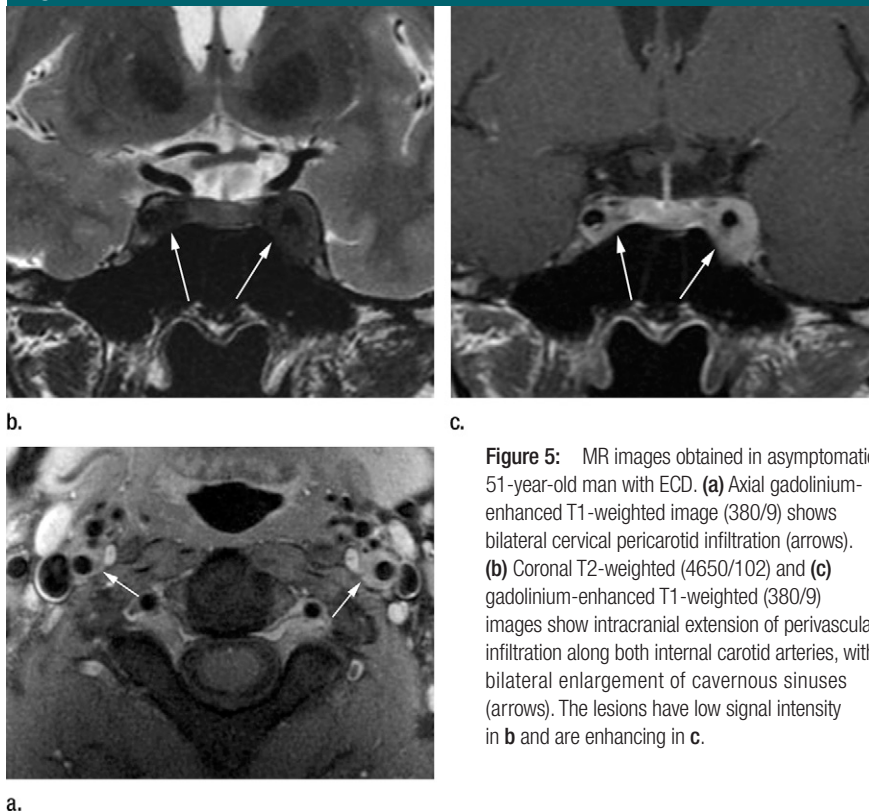 b.
c.
Figure 5: MR images obtained in asymptomatic
51-year-old man with ECD. (a) Axial gadolinium-
enhanced T1-weighted image (380/9) shows
bilateral cervical pericarotid infiltration (arrows).
(b) Coronal T2-weighted (4650/102) and (c)
gadolinium-enhanced T1-weighted (380/9)
images show intracranial extension of perivascula
infiltration along both internal carotid arteries, with
bilateral enlargement of cavernous sinuses
(arrows). The lesions have low signal intensity
in b and are enhancing in c.
a.